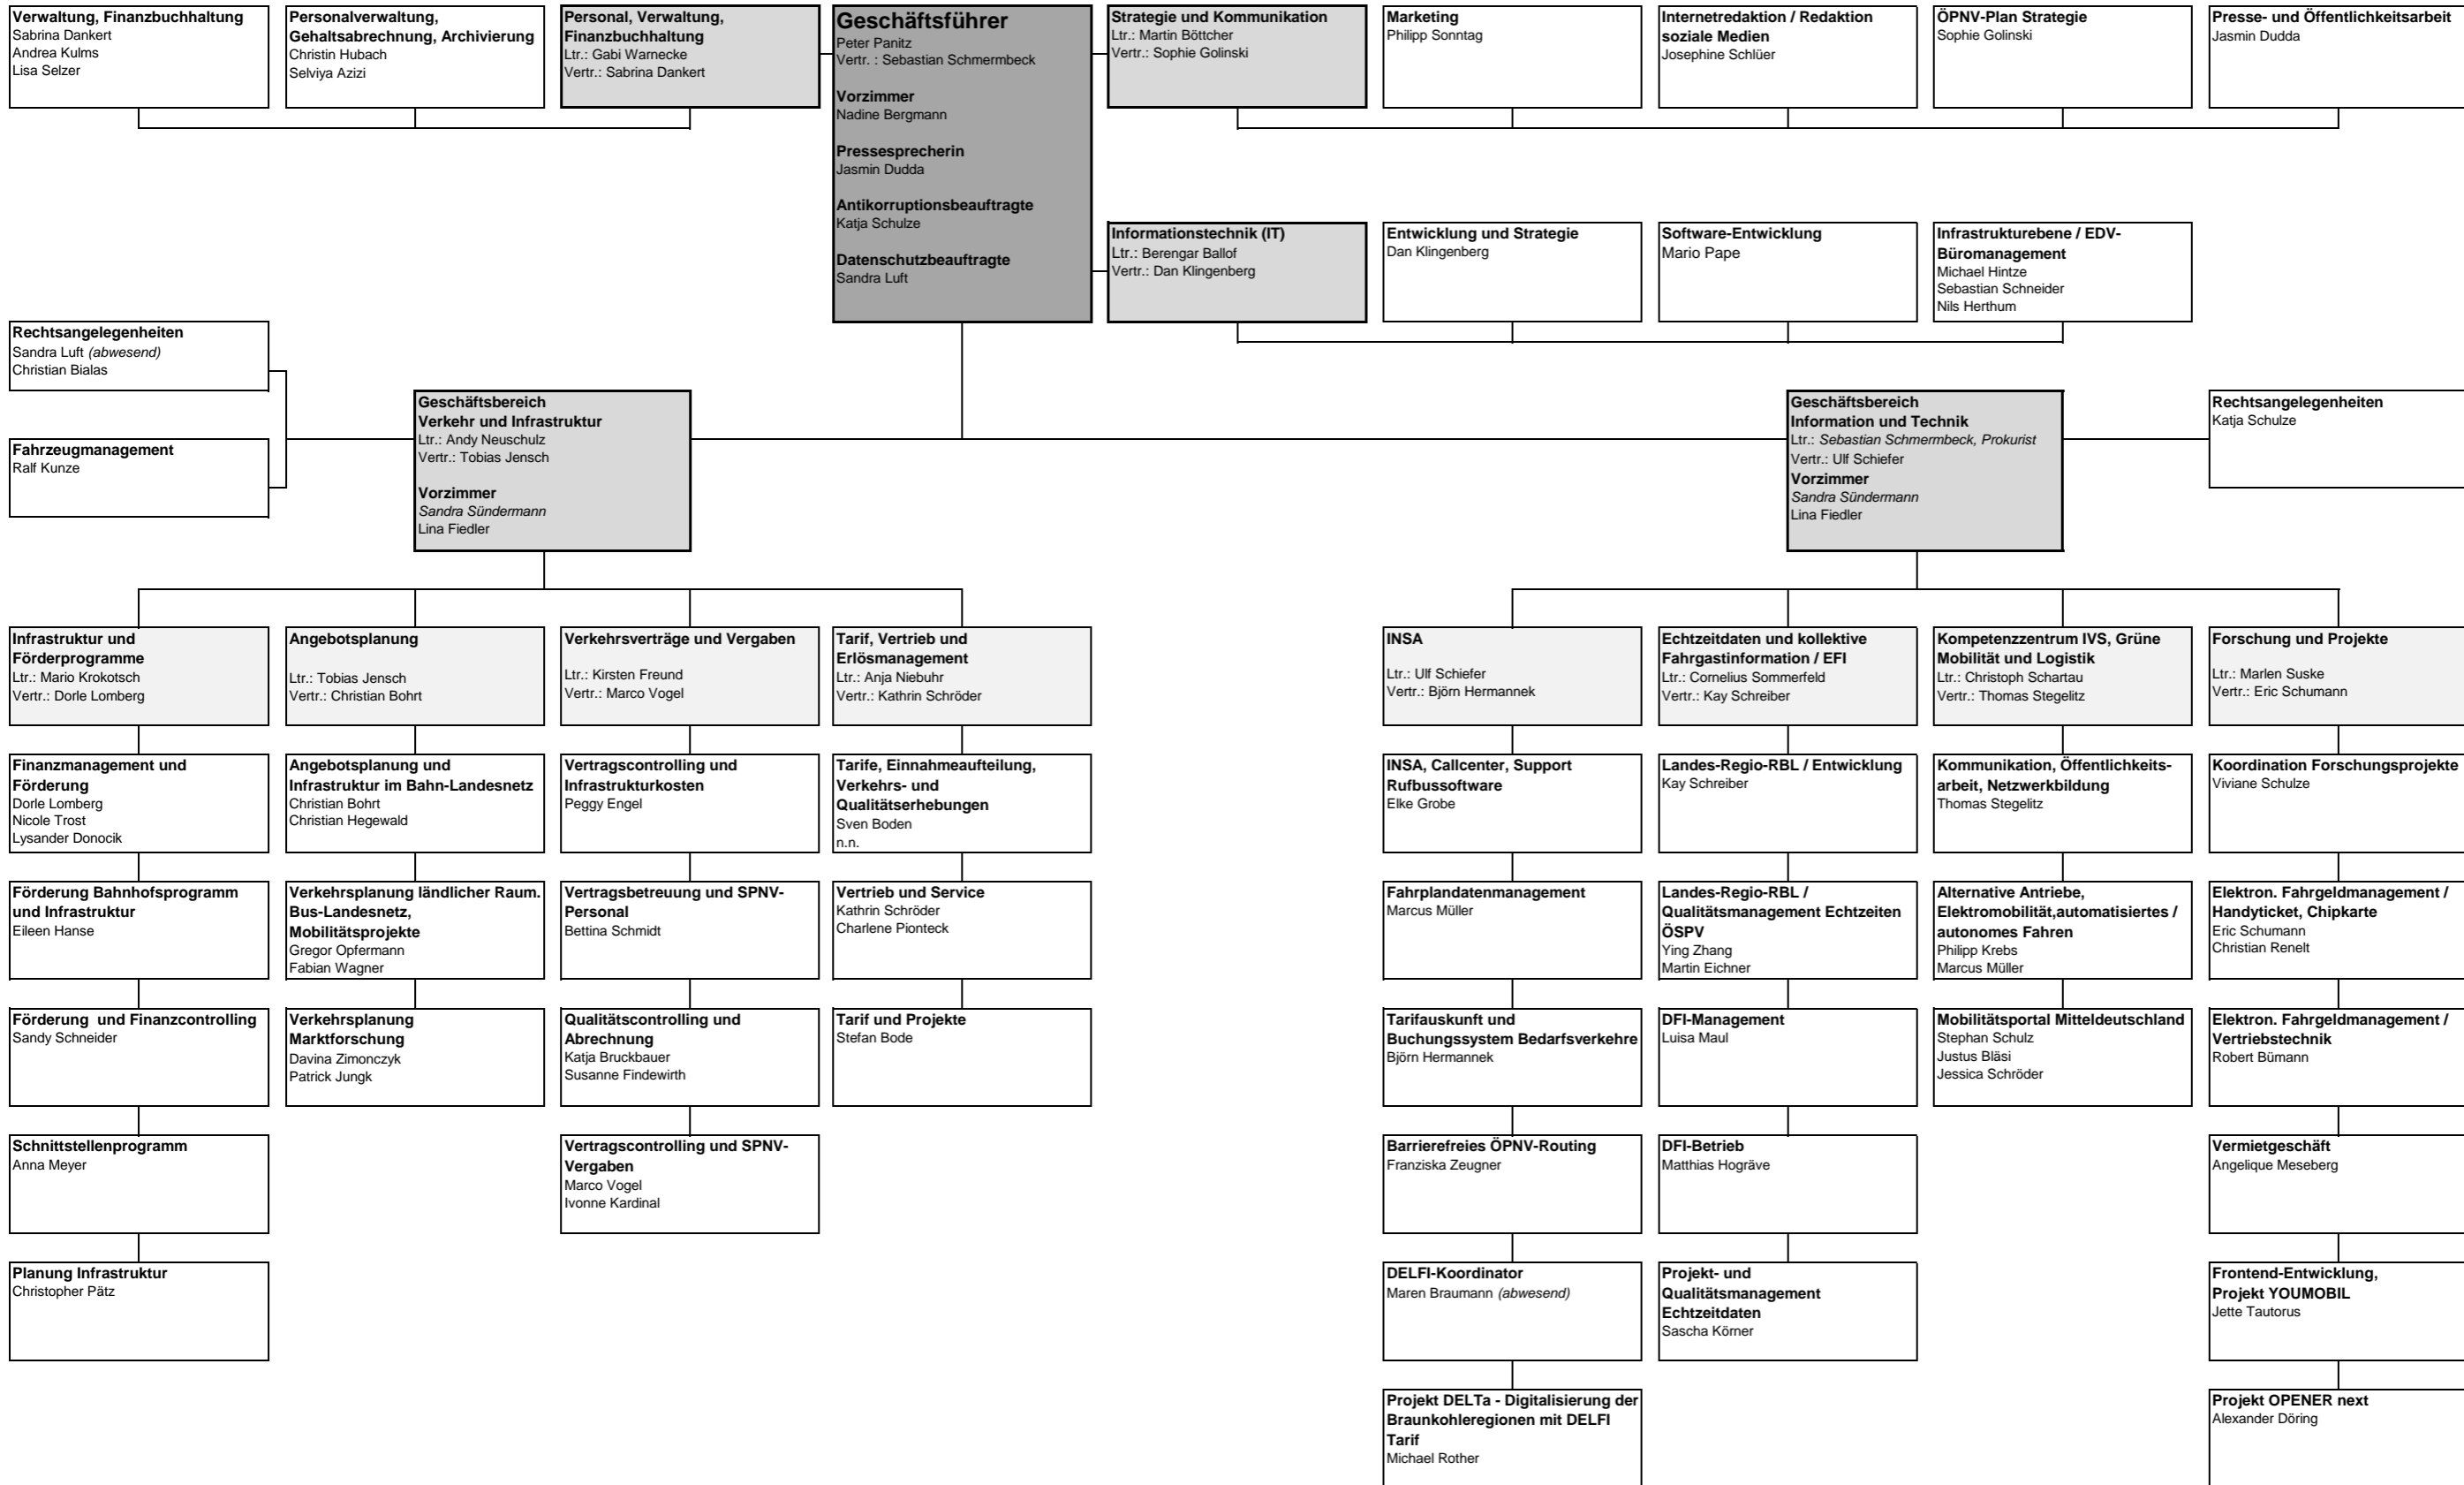 Verwaltung, Finanzbuchhaltung
Sabrina Dankert
Andrea Kulms
Lisa Selzer
Personalverwaltung,
Gehaltsabrechnung, Archivierung
Christin Hubach
Selviya Azizi
Personal, Verwaltung,
Finanzbuchhaltung
Ltr.: Gabi Warnecke
Vertr.: Sabrina Dankert
Geschäftsführer
Peter Panitz
Vertr. : Sebastian Schmermbeck
Vorzimmer
Nadine Bergmann
Pressesprecherin
Jasmin Dudda
Antikorruptionsbeauftragte
Katja Schulze
Datenschutzbeauftragte
Sandra Luft
Strategie und Kommunikation
Ltr.: Martin Böttcher
Vertr.: Sophie Golinski
Marketing
Philipp Sonntag
Internetredaktion / Redaktion
soziale Medien
Josephine Schlüer
ÖPNV-Plan Strategie
Sophie Golinski
Presse- und Öffentlichkeitsarbeit
Jasmin Dudda
Informationstechnik (IT)
Ltr.: Berengar Ballof
Vertr.: Dan Klingenberg
Entwicklung und Strategie
Dan Klingenberg
Software-Entwicklung
Mario Pape
Infrastrukturebene / EDV-
Büromanagement
Michael Hintze
Sebastian Schneider
Nils Herthum
Rechtsangelegenheiten
Sandra Luft (abwesend)
Christian Bialas
Fahrzeugmanagement
Ralf Kunze
Geschäftsbereich
Verkehr und Infrastruktur
Ltr.: Andy Neuschulz
Vertr.: Tobias Jensch
Vorzimmer
Sandra Sündermann
Lina Fiedler
Geschäftsbereich
Information und Technik
Ltr.: Sebastian Schmermbeck, Prokurist
Vertr.: Ulf Schiefer
Vorzimmer
Sandra Sündermann
Lina Fiedler
Rechtsangelegenheiten
Katja Schulze
Infrastruktur und
Förderprogramme
Ltr.: Mario Krokotsch
Vertr.: Dorle Lomberg
Angebotsplanung
Ltr.: Tobias Jensch
Vertr.: Christian Bohrt
Verkehrsverträge und Vergaben
Ltr.: Kirsten Freund
Vertr.: Marco Vogel
Tarif, Vertrieb und
Erlösmanagement
Ltr.: Anja Niebuhr
Vertr.: Kathrin Schröder
INSA
Ltr.: Ulf Schiefer
Vertr.: Björn Hermannek
Echtzeitdaten und kollektive
Fahrgastinformation / EFI
Ltr.: Cornelius Sommerfeld
Vertr.: Kay Schreiber
Kompetenzzentrum IVS, Grüne
Mobilität und Logistik
Ltr.: Christoph Schartau
Vertr.: Thomas Stegelitz
Forschung und Projekte
Ltr.: Marlen Suske
Vertr.: Eric Schumann
Finanzmanagement und
Förderung
Dorle Lomberg
Nicole Trost
Lysander Donocik
Angebotsplanung und
Infrastruktur im Bahn-Landesnetz
Christian Bohrt
Christian Hegewald
Vertragscontrolling und
Infrastrukturkosten
Peggy Engel
Tarife, Einnahmeaufteilung,
Verkehrs- und
Qualitätserhebungen
Sven Boden
n.n.
INSA, Callcenter, Support
Rufbussoftware
Elke Grobe
Landes-Regio-RBL / Entwicklung
Kay Schreiber
Kommunikation, Öffentlichkeits-
arbeit, Netzwerkbildung
Thomas Stegelitz
Koordination Forschungsprojekte
Viviane Schulze
Förderung Bahnhofsprogramm
und Infrastruktur
Eileen Hanse
Verkehrsplanung ländlicher Raum.
Bus-Landesnetz,
Mobilitätsprojekte
Gregor Opfermann
Fabian Wagner
Vertragsbetreuung und SPNV-
Personal
Bettina Schmidt
Vertrieb und Service
Kathrin Schröder
Charlene Pionteck
Fahrplandatenmanagement
Marcus Müller
Landes-Regio-RBL /
Qualitätsmanagement Echtzeiten
ÖSPV
Ying Zhang
Martin Eichner
Alternative Antriebe,
Elektromobilität,automatisiertes /
autonomes Fahren
Philipp Krebs
Marcus Müller
Elektron. Fahrgeldmanagement /
Handyticket, Chipkarte
Eric Schumann
Christian Renelt
Förderung  und Finanzcontrolling
Sandy Schneider
Verkehrsplanung
Marktforschung
Davina Zimonczyk
Patrick Jungk
Qualitätscontrolling und
Abrechnung
Katja Bruckbauer
Susanne Findewirth
Tarif und Projekte
Stefan Bode
Tarifauskunft und
Buchungssystem Bedarfsverkehre
Björn Hermannek
DFI-Management
Luisa Maul
Mobilitätsportal Mitteldeutschland
Stephan Schulz
Justus Bläsi
Jessica Schröder
Elektron. Fahrgeldmanagement /
Vertriebstechnik
Robert Bümann
Schnittstellenprogramm
Anna Meyer
Vertragscontrolling und SPNV-
Vergaben
Marco Vogel
Ivonne Kardinal
Barrierefreies ÖPNV-Routing
Franziska Zeugner
DFI-Betrieb
Matthias Hogräve
Vermietgeschäft
Angelique Meseberg
Planung Infrastruktur
Christopher Pätz
DELFI-Koordinator
Maren Braumann (abwesend)
Projekt- und
Qualitätsmanagement
Echtzeitdaten
Sascha Körner
Frontend-Entwicklung,
Projekt YOUMOBIL
Jette Tautorus
Projekt DELTa - Digitalisierung der
Braunkohleregionen mit DELFI
Tarif
Michael Rother
Projekt OPENER next
Alexander Döring